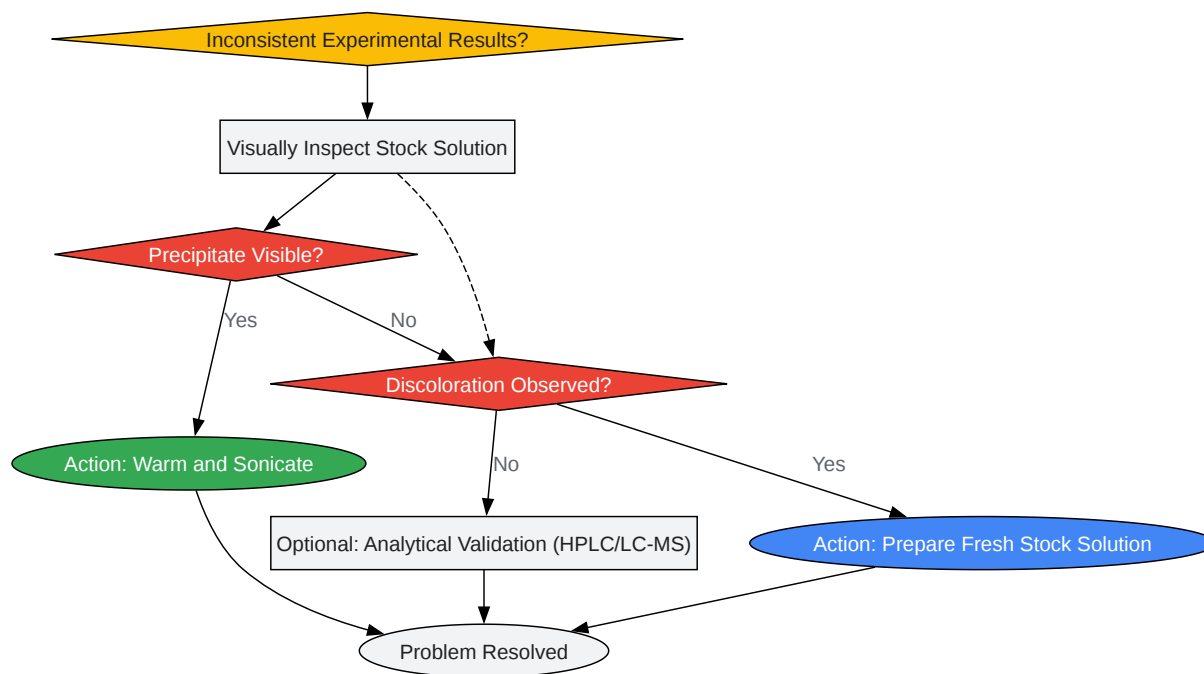 Inconsistent Experimental Results?
Visually Inspect Stock Solution
Precipitate Visible?
Yes
No
Discoloration Observed?
Action: Warm and Sonicate
No
Yes
Optional: Analytical Validation (HPLC/LC-MS)
Action: Prepare Fresh Stock Solution
Problem Resolved